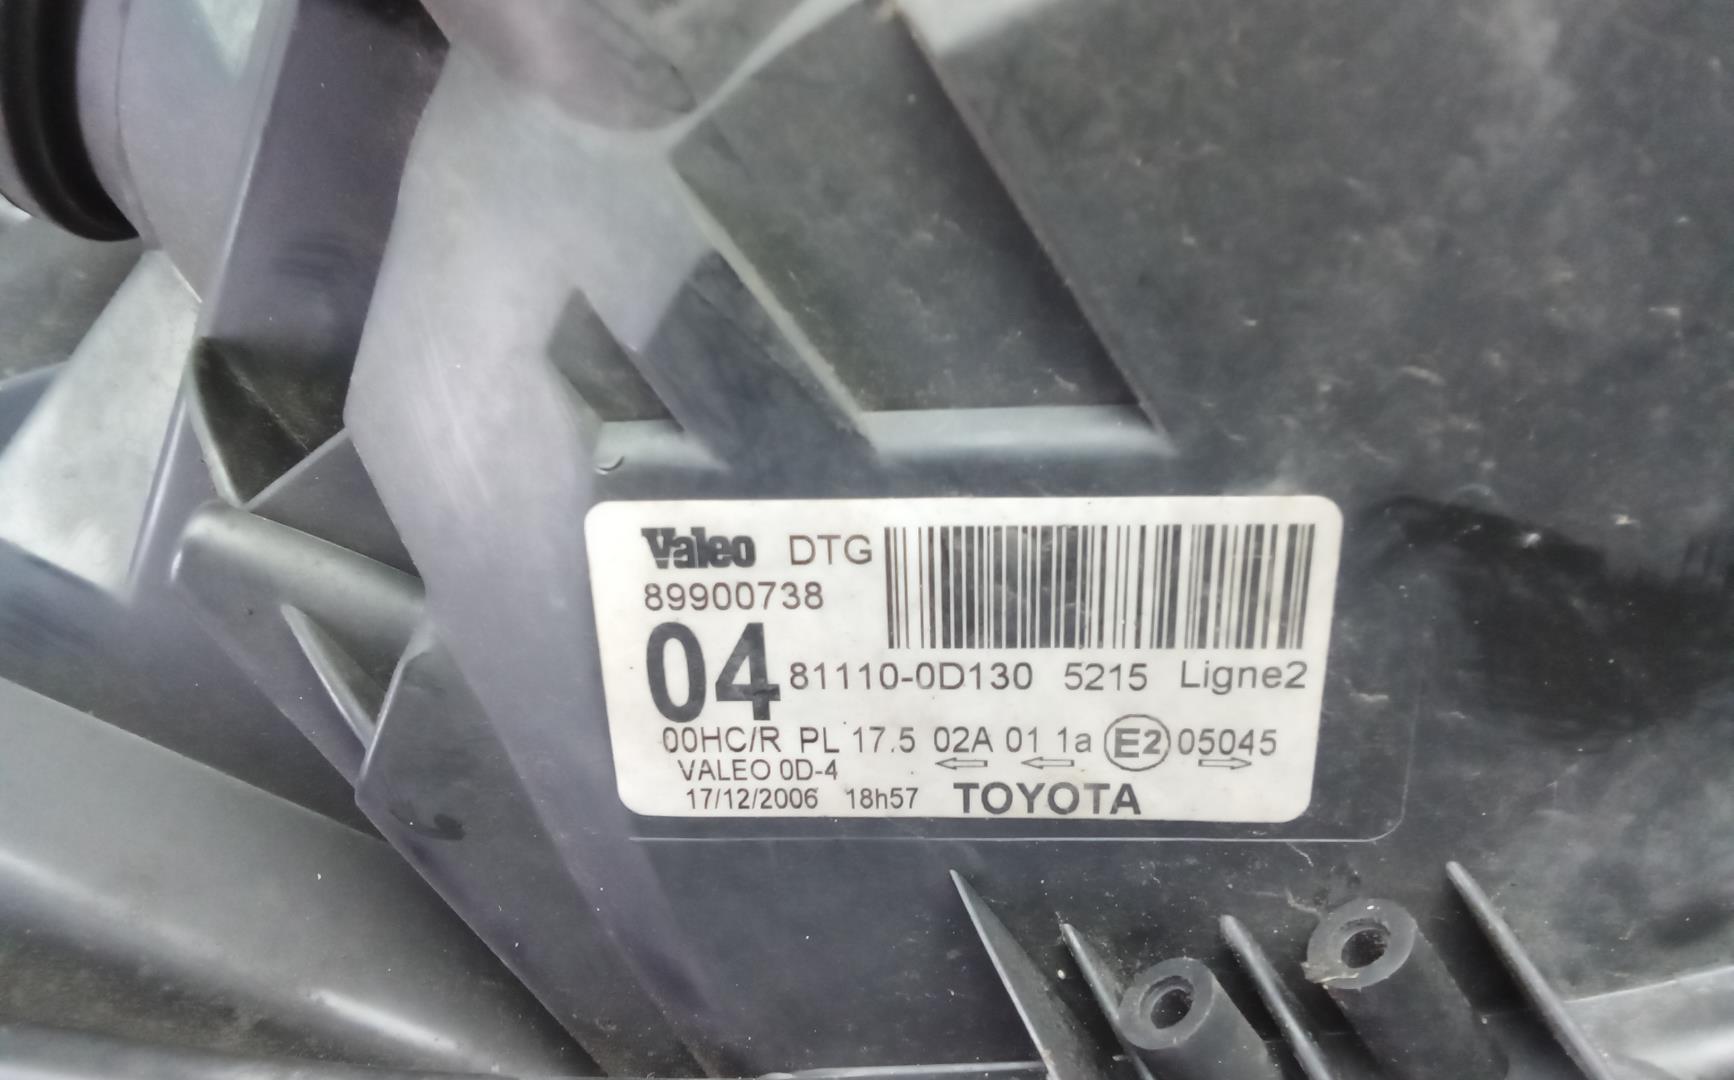 Valeo DTG
89900738
04 81110-0D130 5215 Ligne2
00HC/R PL 17.5 02A 01 1a E2 05045
VALEO 0D-4
17/12/2006 18h57 TOYOTA